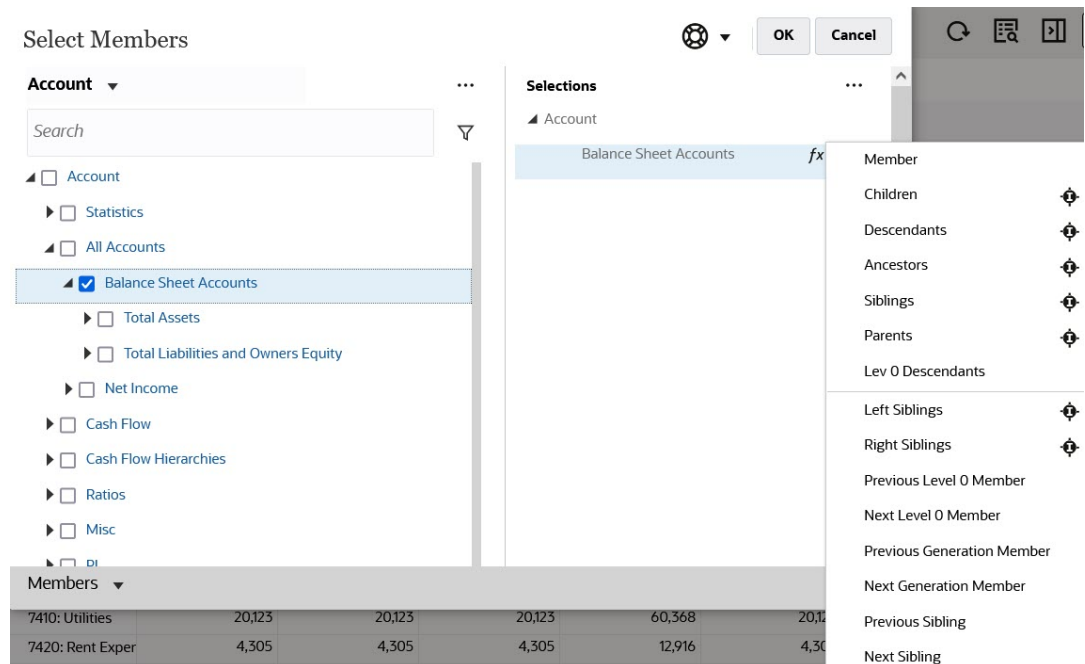 Select Members
OK
Cancel
Account
Search
Account
Statistics
All Accounts
Balance Sheet Accounts
Total Assets
Total Liabilities and Owners Equity
Net Income
Cash Flow
Cash Flow Hierarchies
Ratios
Misc
Members
Selections
Account
Balance Sheet Accounts fx
Member
Children
Descendants
Ancestors
Siblings
Parents
Lev 0 Descendants
Left Siblings
Right Siblings
Previous Level 0 Member
Next Level 0 Member
Previous Generation Member
Next Generation Member
Previous Sibling
Next Sibling
7410: Utilities 20,123 20,123 20,123 60,368
7420: Rent Exper 4,305 4,305 4,305 12,916